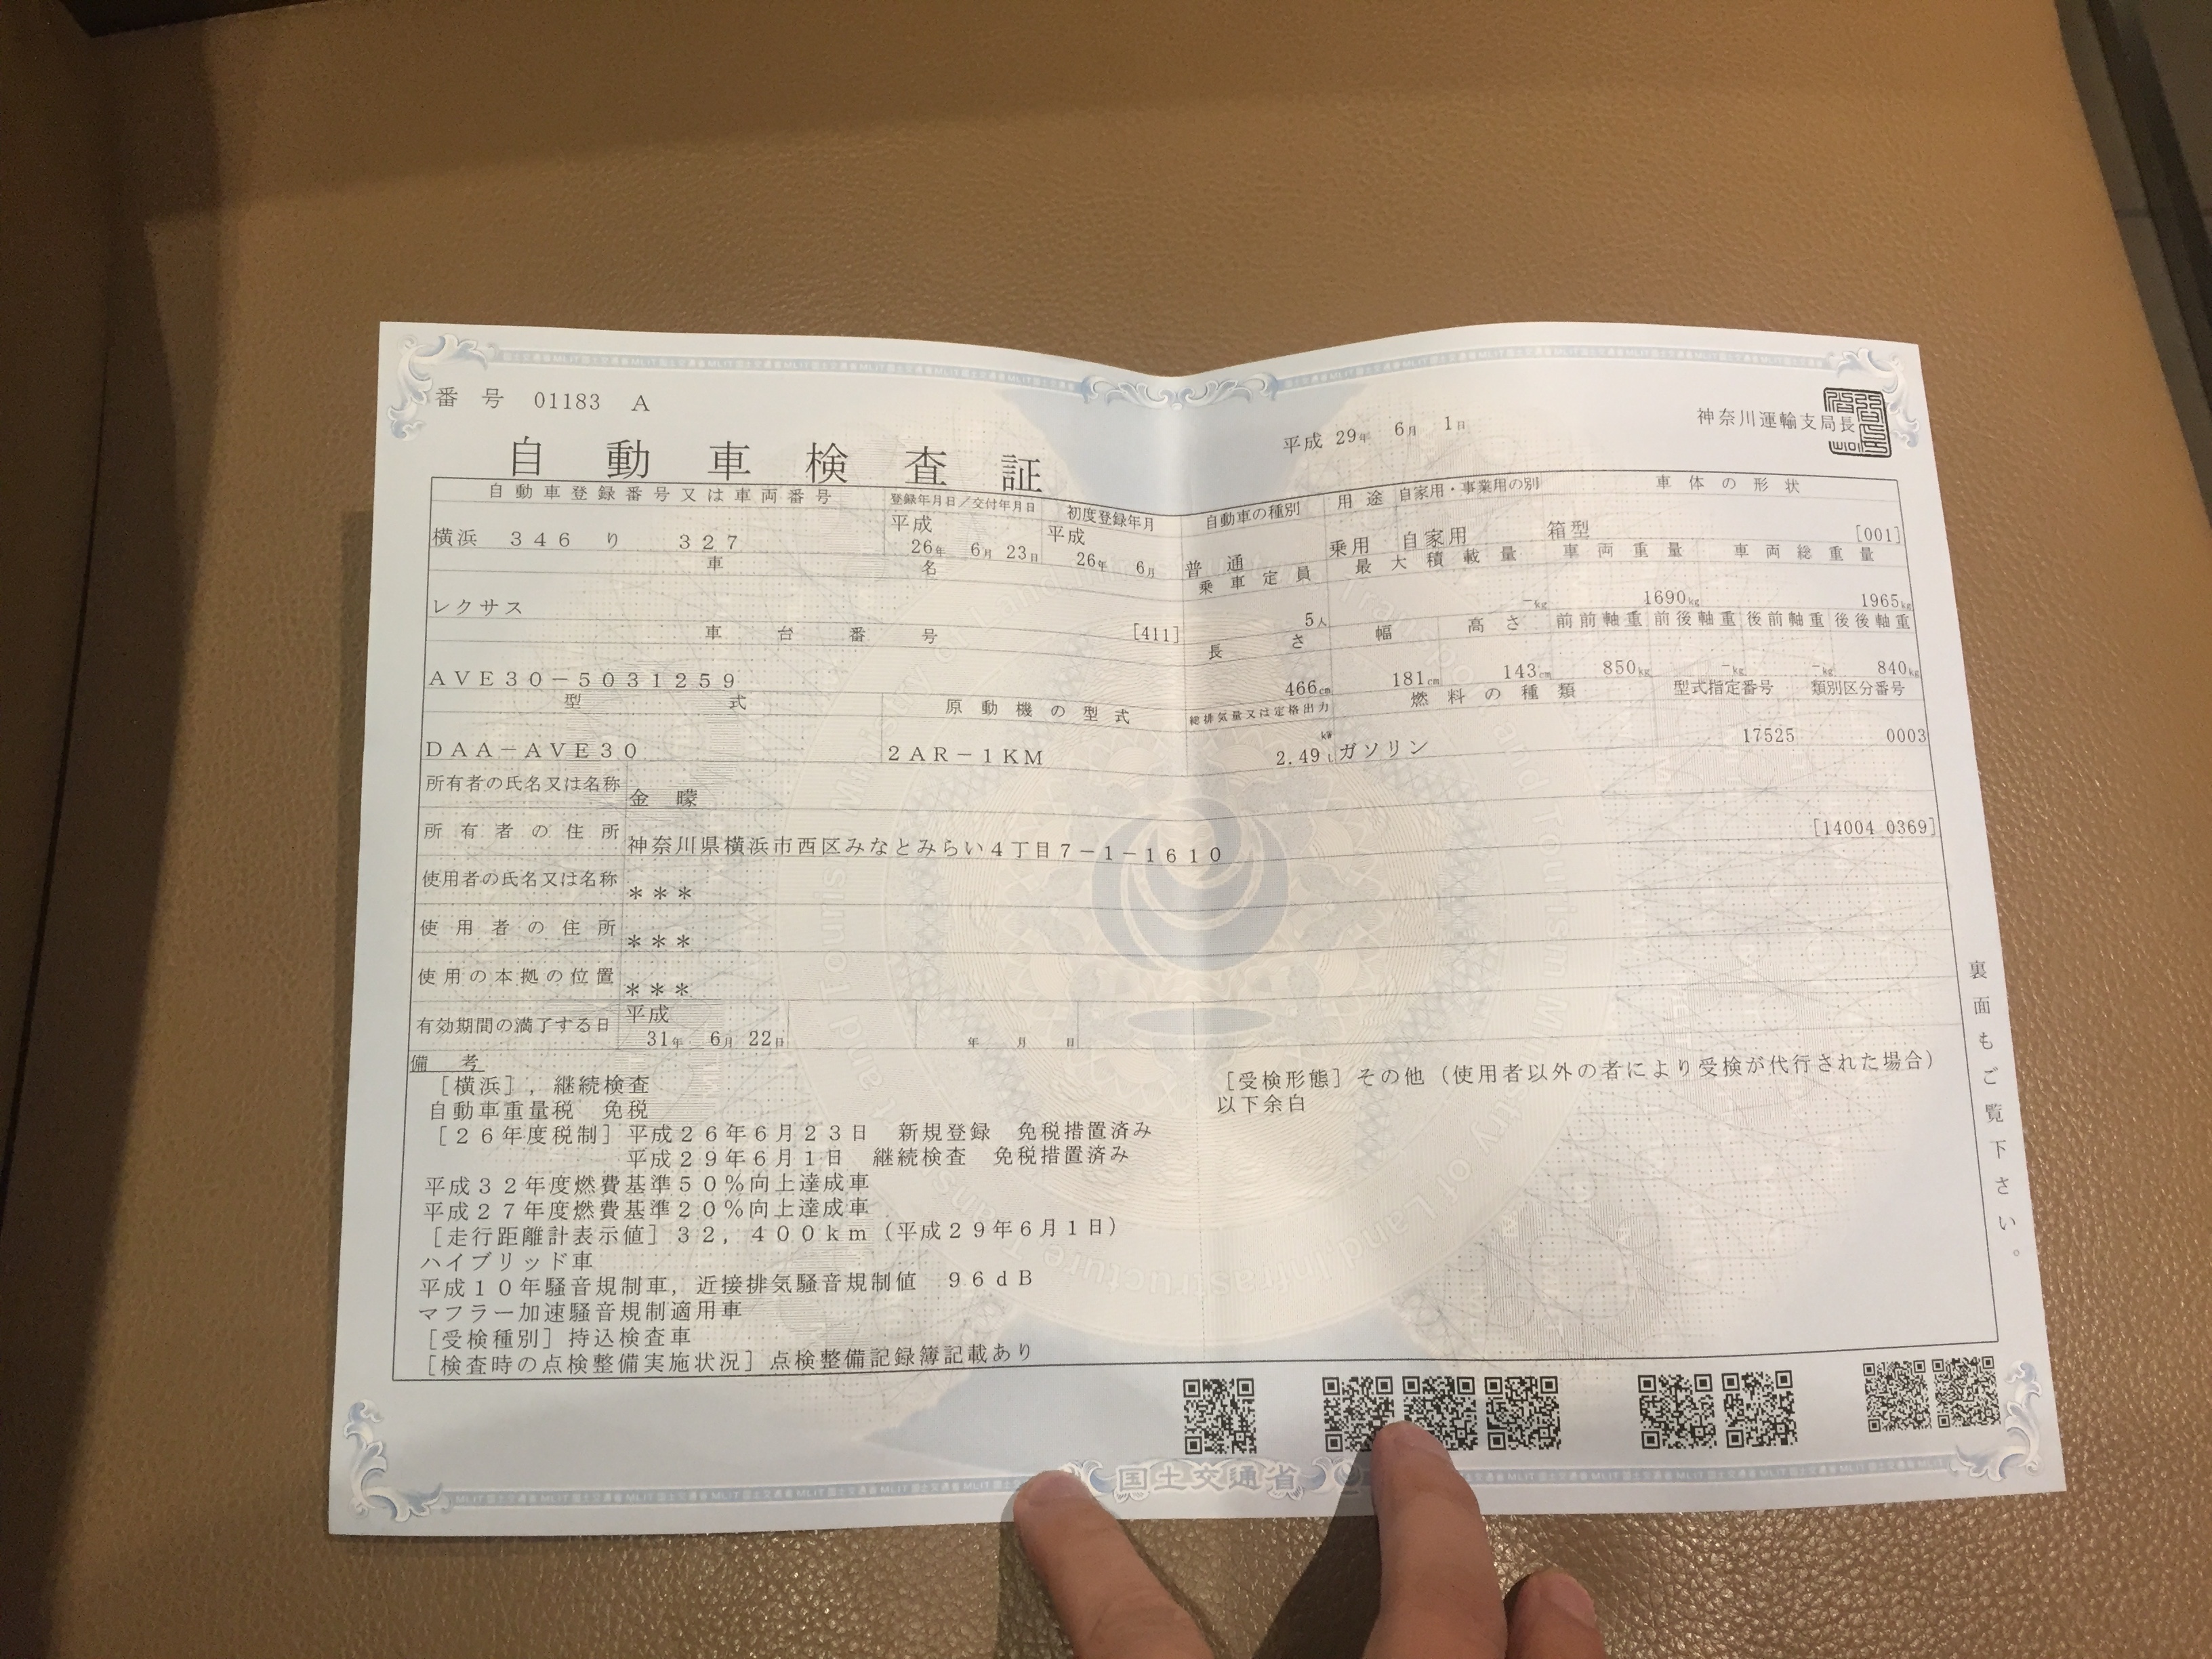 番号 01183 A
平成 29年 6月 1日
神奈川運輸支局長
自動車検査証
自動車登録番号又は車両番号 登録年月日/交付年月日 初度登録年月 自動車の種別 用途 自家用・事業用の別 車体の形状
横浜 346 り 327 平成 26年 6月 23日 平成 26年 6月 普通 乗用 自家用 箱型 [001]
車名 乗車定員 最大積載量 車両重量 車両総重量
レクサス [411] 5人 -kg 1690kg 1965kg
車台番号 長さ 幅 高さ 前前軸重 前後軸重 後前軸重 後後軸重
AVE30-5031259 466cm 181cm 143cm 850kg -kg -kg 840kg
型式 原動機の型式 総排気量又は定格出力 燃料の種類 型式指定番号 類別区分番号
DAA-AVE30 2AR-1KM 2.49 kW L ガソリン 17525 0003
所有者の氏名又は名称 金 曚
所有者の住所 神奈川県横浜市西区みなとみらい4丁目7-1-1610 [14004 0369]
使用者の氏名又は名称 ***
使用者の住所 ***
使用の本拠の位置 ***
有効期間の満了する日 平成 31年 6月 22日 年 月 日
備考
[横浜],継続検査
自動車重量税 免税
[26年度税制]平成26年6月23日 新規登録 免税措置済み
平成29年6月1日 継続検査 免税措置済み
平成32年度燃費基準50%向上達成車
平成27年度燃費基準20%向上達成車
[走行距離計表示値]32,400km(平成29年6月1日)
ハイブリッド車
平成10年騒音規制車,近接排気騒音規制値 96dB
マフラー加速騒音規制適用車
[受検種別]持込検査車
[検査時の点検整備実施状況]点検整備記録簿記載あり
[受検形態]その他(使用者以外の者により受検が代行された場合)
以下余白
裏面もご覧下さい。
国土交通省